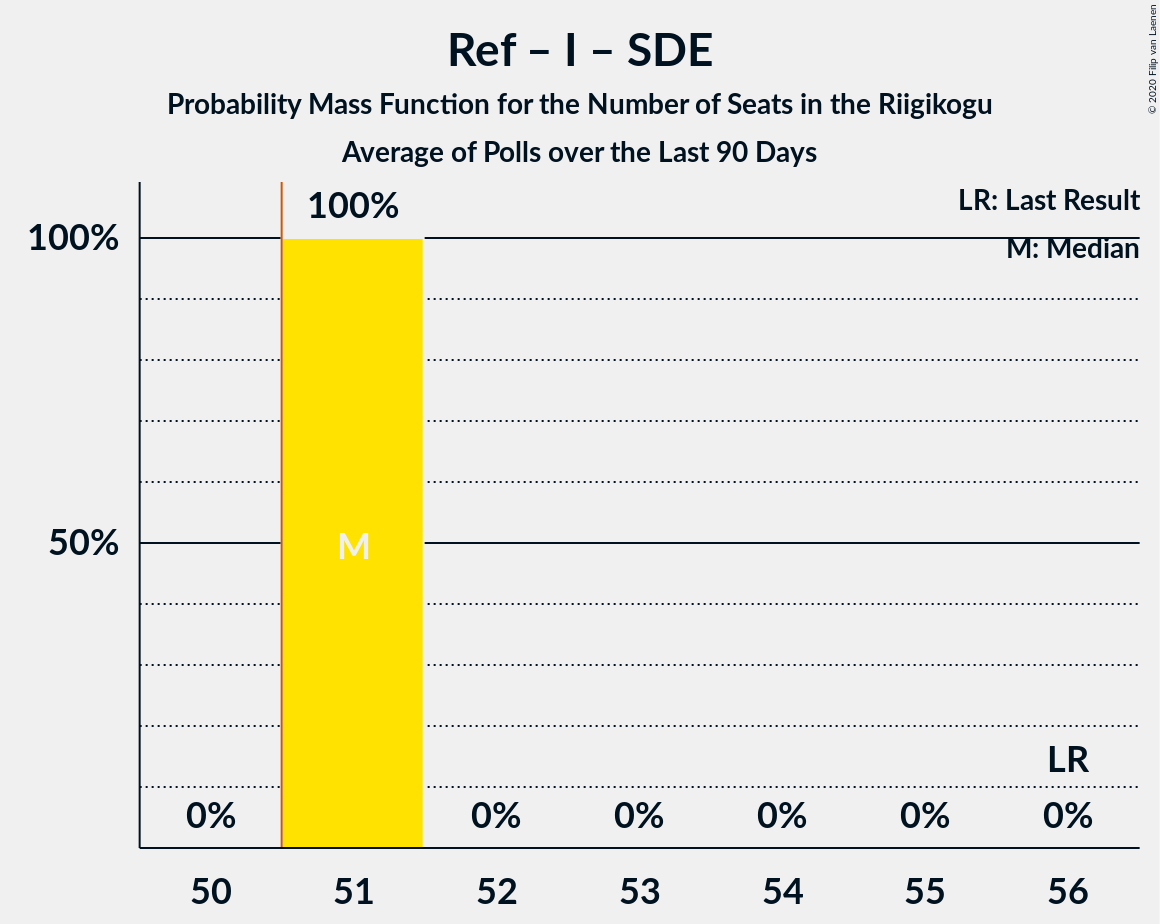 Ref – I – SDE
Probability Mass Function for the Number of Seats in the Riigikogu
Average of Polls over the Last 90 Days
© 2020 Filip van Laenen
LR: Last Result
M: Median
100%
100%
50%
M
LR
0%
0%
0%
0%
0%
0%
50
51
52
53
54
55
56